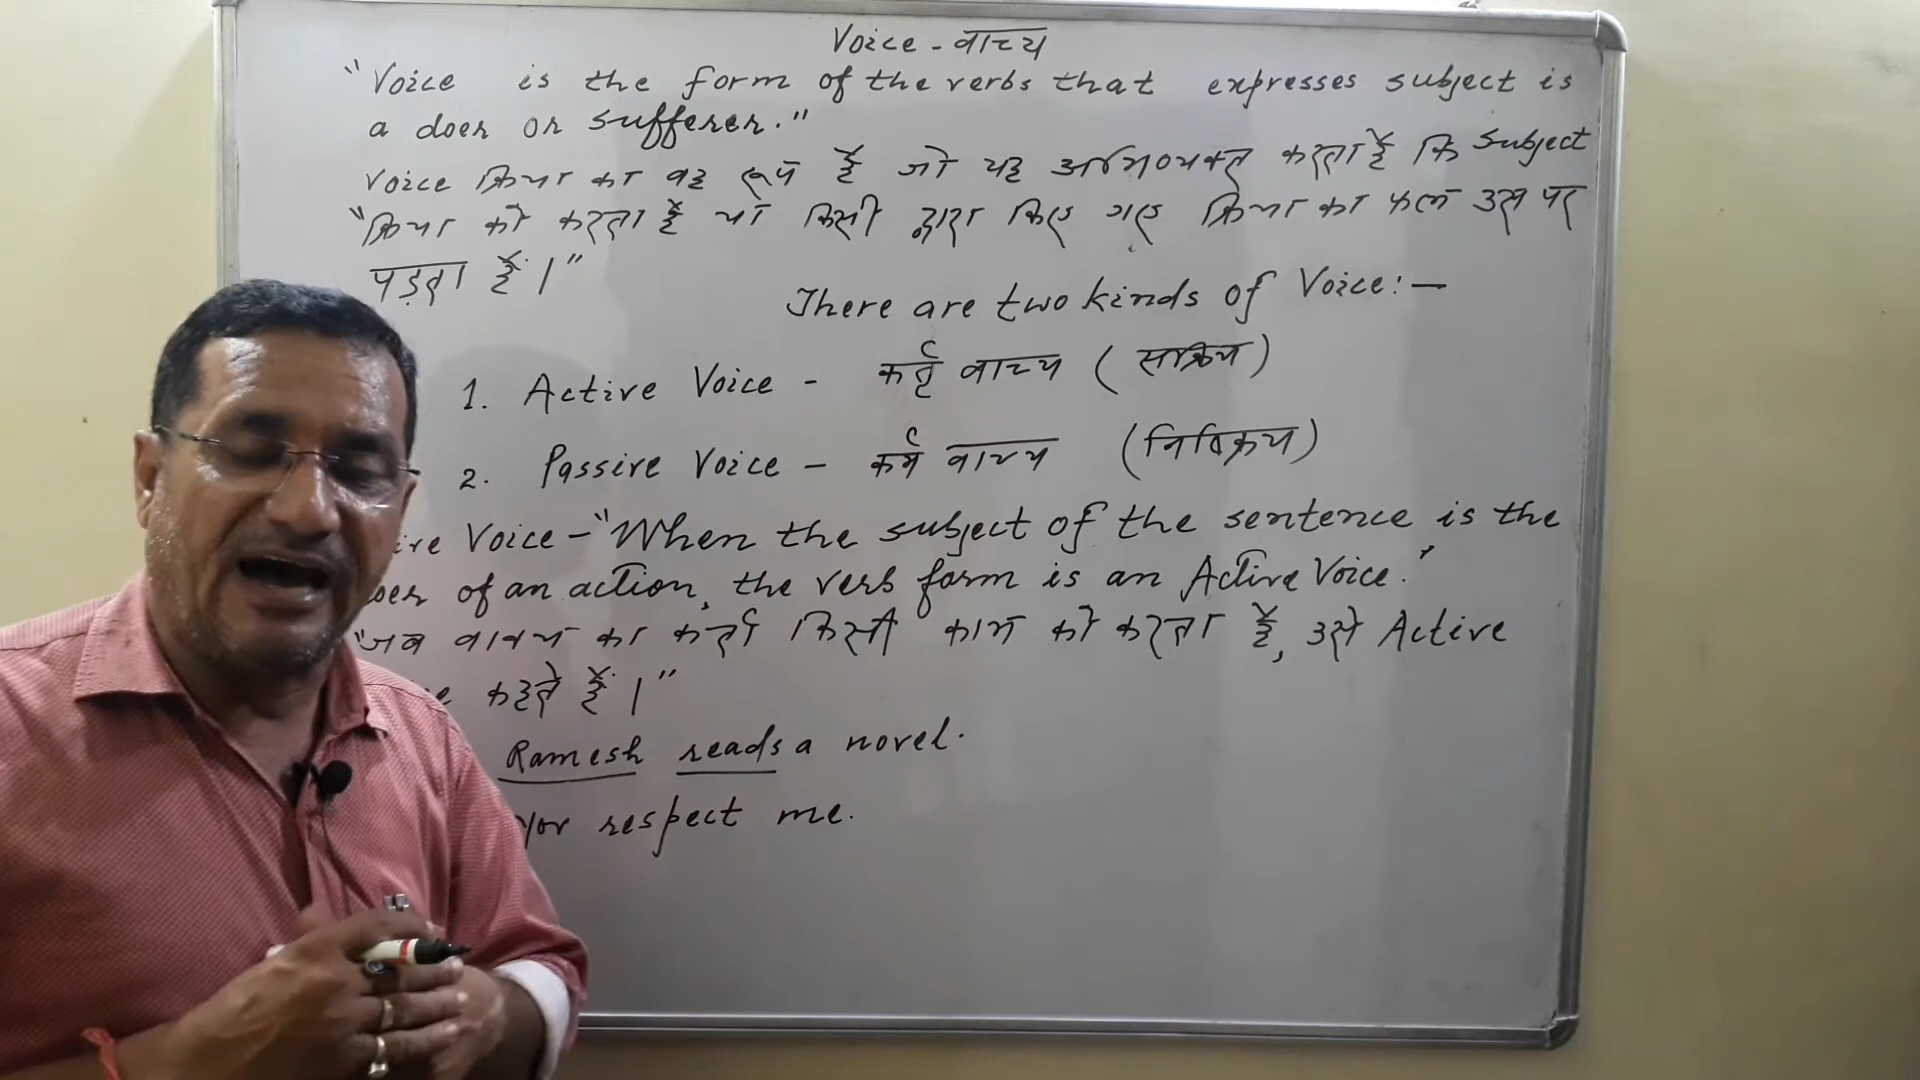 Voice - वाच्य
"Voice is the form of the verbs that expresses subject is
a doer or sufferer."
Voice क्रिया का वह रूप है जो यह अभिव्यक्त करता है कि Subject
"क्रिया को करता है या किसी द्वारा किए गए क्रिया का फल उस पर
पड़ता है।"
There are two kinds of Voice:—
1. Active Voice - कर्तृ वाच्य (सक्रिय)
2. Passive Voice - कर्म वाच्य (निष्क्रिय)
ive Voice - "When the subject of the sentence is the
oer of an action, the verb form is an Active Voice."
"जब वाक्य का कर्ता किसी काम को करता है, उसे Active
कहते हैं।"
Ramesh reads a novel.
respect me.